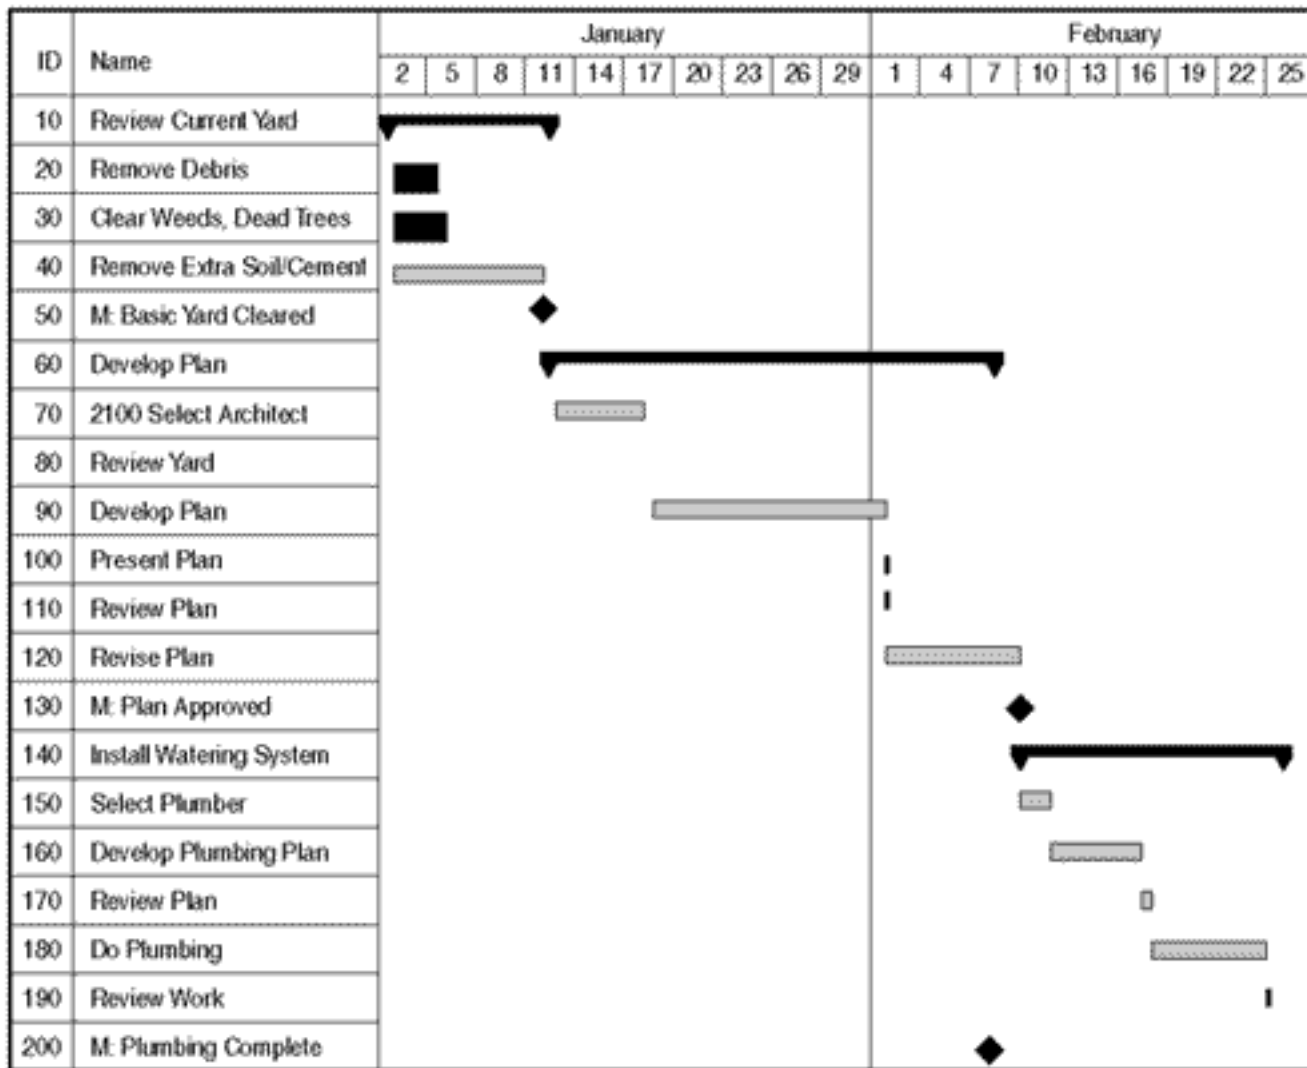 January February
ID Name
2 5 8 11 14 17 20 23 26 29 1 4 7 10 13 16 19 22 25
10 Review Current Yard
20 Remove Debris
30 Clear Weeds, Dead Trees
40 Remove Extra Soil/Cement
50 M: Basic Yard Cleared
60 Develop Plan
70 2100 Select Architect
80 Review Yard
90 Develop Plan
100 Present Plan
110 Review Plan
120 Revise Plan
130 M: Plan Approved
140 Install Watering System
150 Select Plumber
160 Develop Plumbing Plan
170 Review Plan
180 Do Plumbing
190 Review Work
200 M: Plumbing Complete